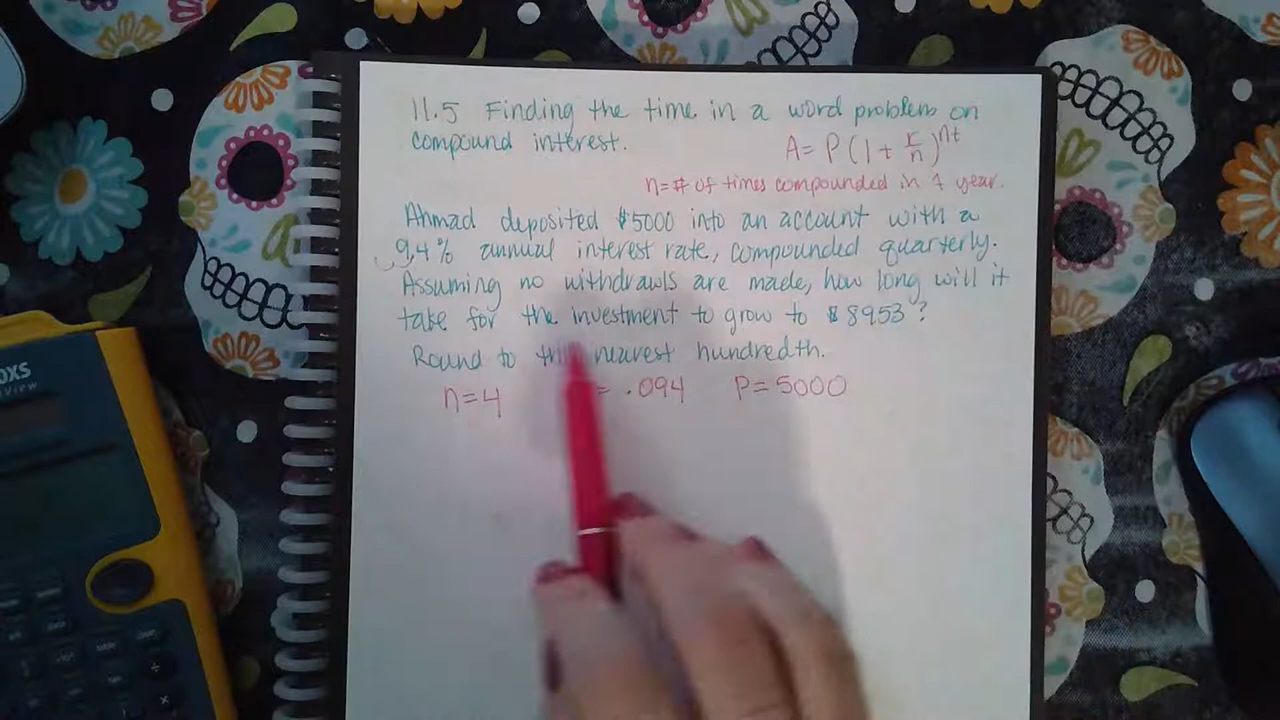 11.5 Finding the time in a word problem on
compound interest.
A = P(1 + r/n)^nt
n = # of times compounded in 1 year.
Ahmad deposited $5000 into an account with a
9.4% annual interest rate, compounded quarterly.
Assuming no withdrawls are made, how long will it
take for the investment to grow to $8953?
Round to the nearest hundredth.
n=4 = .094 P=5000